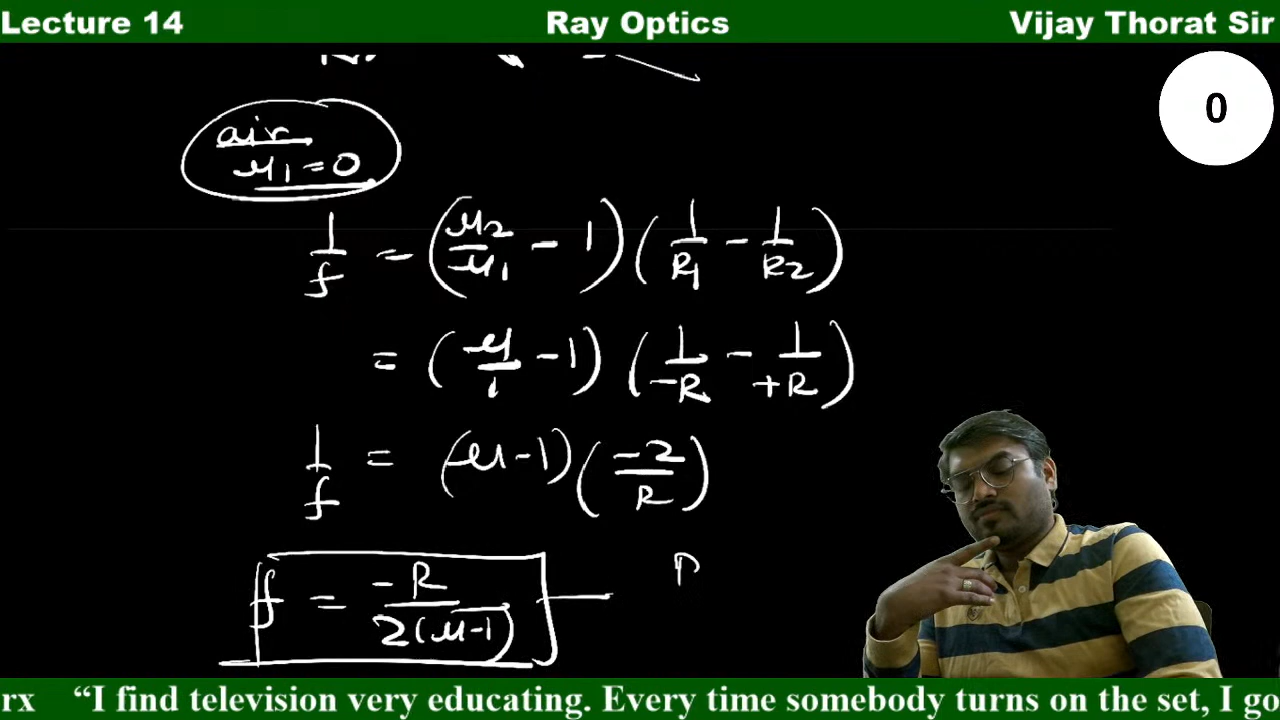 Lecture 14 Ray Optics Vijay Thorat Sir
0
air
μ1 = 0
1/f = (μ2/μ1 - 1) (1/R1 - 1/R2)
= (μ/1 - 1) (1/-R - 1/+R)
1/f = (μ-1) (-2/R)
f = -R/2(μ-1)
rx “I find television very educating. Every time somebody turns on the set, I go